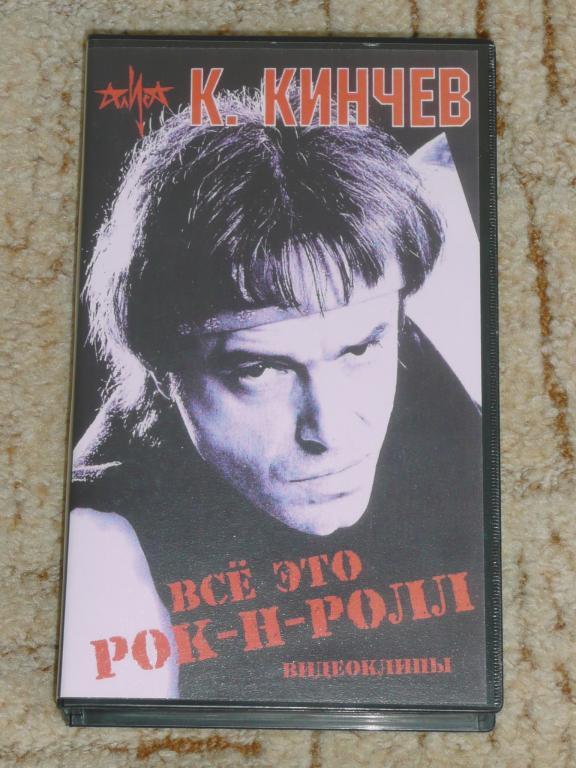 АлисА
К. КИНЧЕВ
ВСЁ ЭТО
РОК-Н-РОЛЛ
ВИДЕОКЛИПЫ